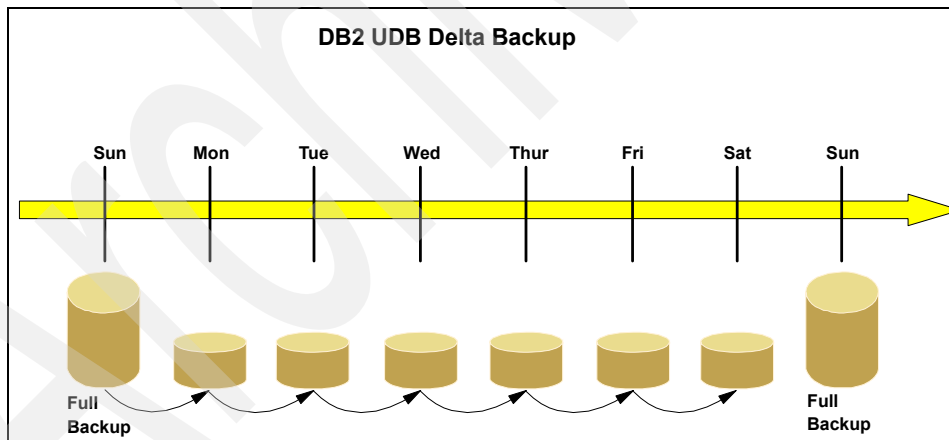 DB2 UDB Delta Backup
Sun Mon Tue Wed Thur Fri Sat Sun
Full
Backup
Full
Backup